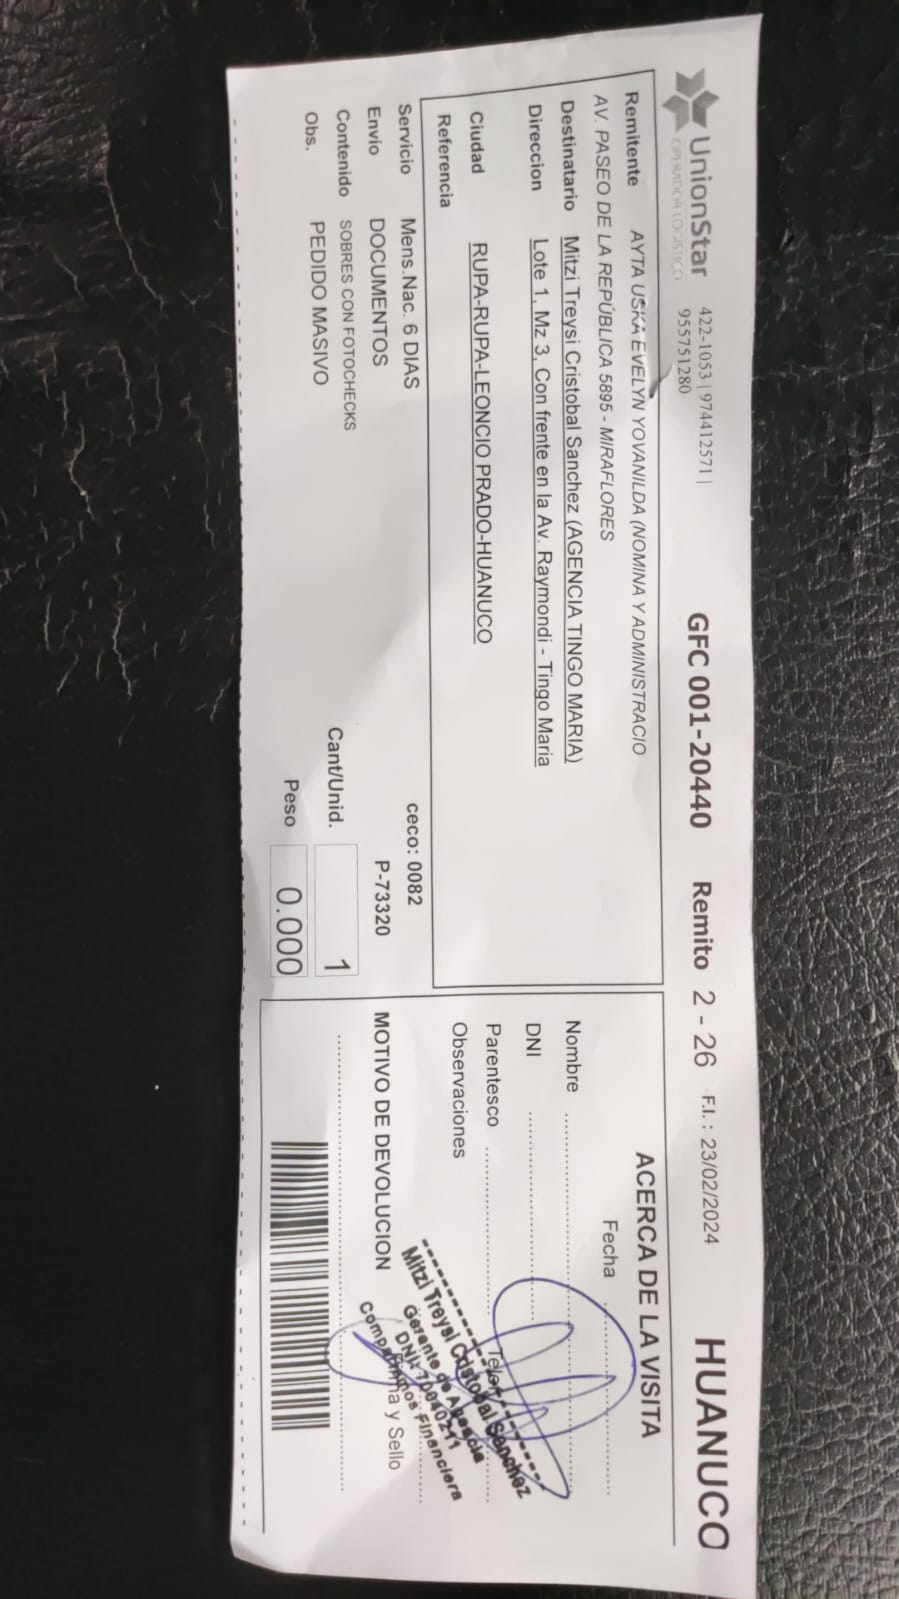 UnionStar
OPERADOR LOGISTICO
422-1053 | 974412571 |
955751280
GFC 001-20440
Remito 2 - 26
F.I. : 23/02/2024
HUANUCO
Remitente AYTA USKA EVELYN YOVANILDA (NOMINA Y ADMINISTRACIO
AV. PASEO DE LA REPÚBLICA 5895 - MIRAFLORES
Destinatario Mitzi Treysi Cristobal Sanchez (AGENCIA TINGO MARIA)
Direccion Lote 1, Mz 3, Con frente en la Av. Raymondi - Tingo Maria
Ciudad RUPA-RUPA-LEONCIO PRADO-HUANUCO
Referencia
Servicio Mens.Nac. 6 DIAS
ceco: 0082
Envio DOCUMENTOS
P-73320
Contenido SOBRES CON FOTOCHECKS
Cant/Unid. 1
Obs. PEDIDO MASIVO
Peso 0.000
ACERCA DE LA VISITA
Fecha
Nombre
DNI
Parentesco
Observaciones
MOTIVO DE DEVOLUCION
Mitzi Treysi Cristobal Sanchez
Gerente de Agencia
DNI: 70040211
Compartamos Financiera
Firma y Sello